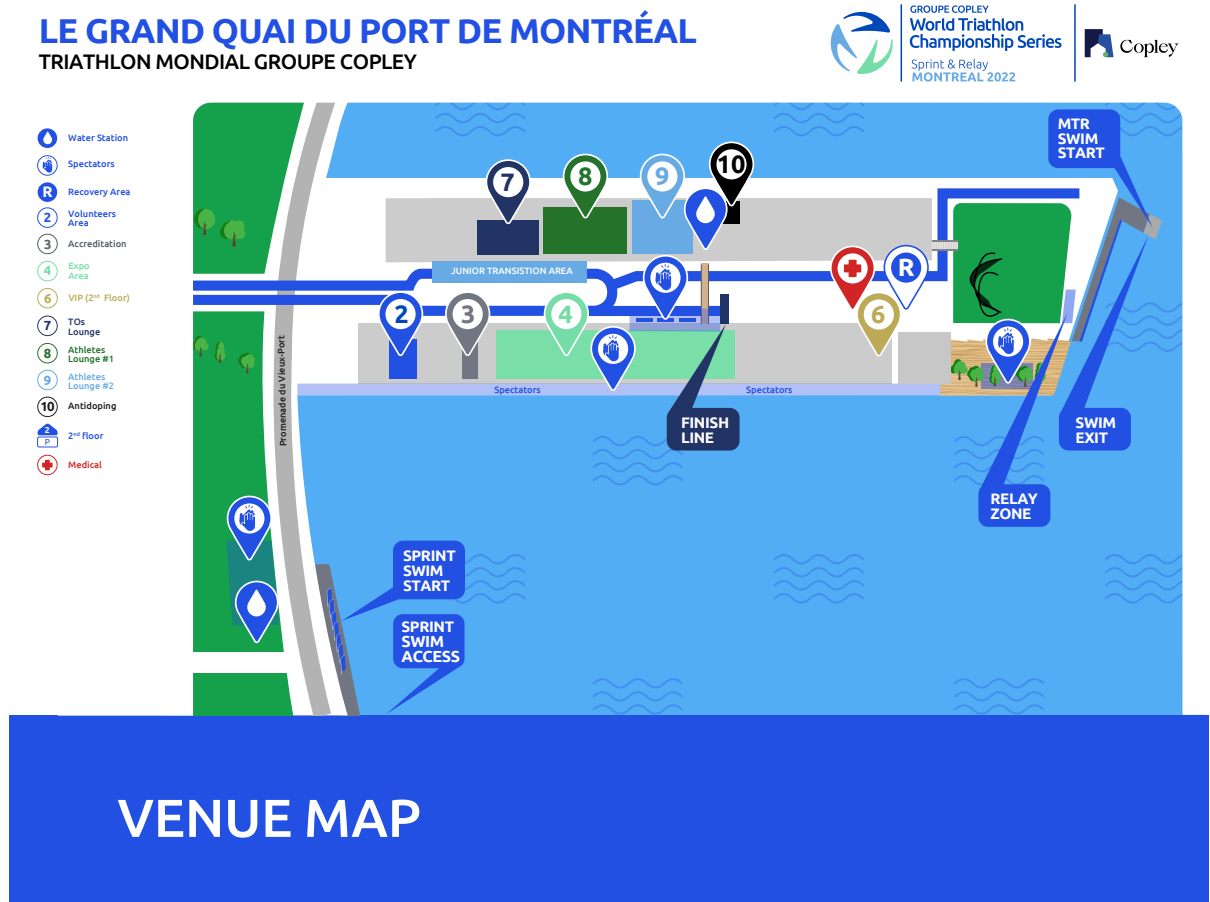 LE GRAND QUAI DU PORT DE MONTRÉAL
TRIATHLON MONDIAL GROUPE COPLEY
GROUPE COPLEY
World Triathlon
Championship Series
Sprint & Relay
MONTREAL 2022
Copley
Water Station
Spectators
R
Recovery Area
2
Volunteers
Area
3
Accreditation
4
Expo
Area
6
VIP (2nd Floor)
7
TOs
Lounge
8
Athletes
Lounge #1
9
Athletes
Lounge #2
10
Antidoping
2
P
2nd floor
Medical
MTR
SWIM
START
7
8
9
10
JUNIOR TRANSISTION AREA
R
2
3
4
6
Promenade du Vieux-Port
Spectators
Spectators
FINISH
LINE
SWIM
EXIT
RELAY
ZONE
SPRINT
SWIM
START
SPRINT
SWIM
ACCESS
VENUE MAP